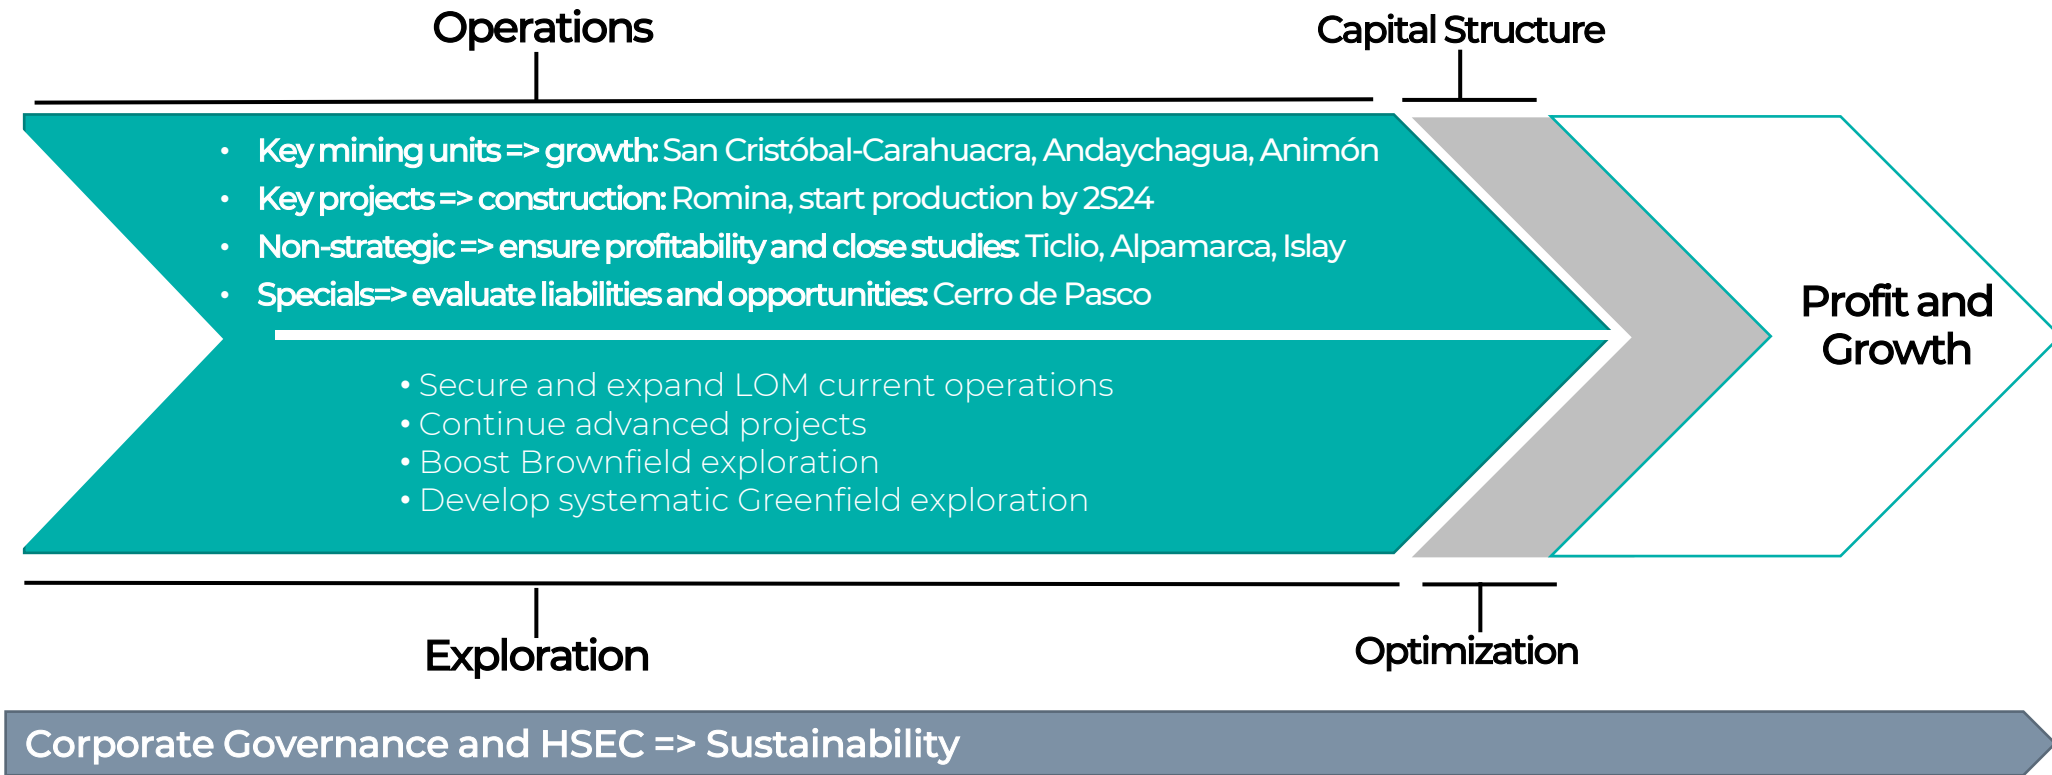 Operations
Capital Structure
• Key mining units => growth: San Cristóbal-Carahuacra, Andaychagua, Animón
• Key projects => construction: Romina, start production by 2S24
• Non-strategic => ensure profitability and close studies: Ticlio, Alpamarca, Islay
• Specials=> evaluate liabilities and opportunities: Cerro de Pasco
Profit and
Growth
• Secure and expand LOM current operations
• Continue advanced projects
• Boost Brownfield exploration
• Develop systematic Greenfield exploration
Exploration
Optimization
Corporate Governance and HSEC => Sustainability